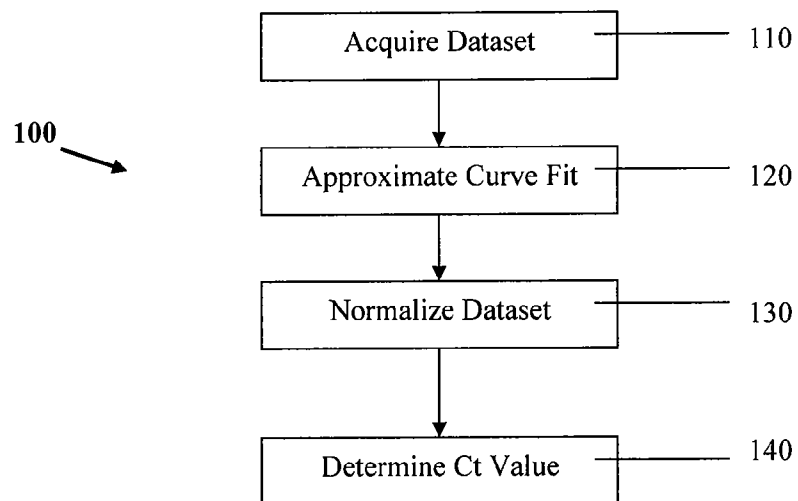 Acquire Dataset 110
100
Approximate Curve Fit 120
Normalize Dataset 130
Determine Ct Value 140